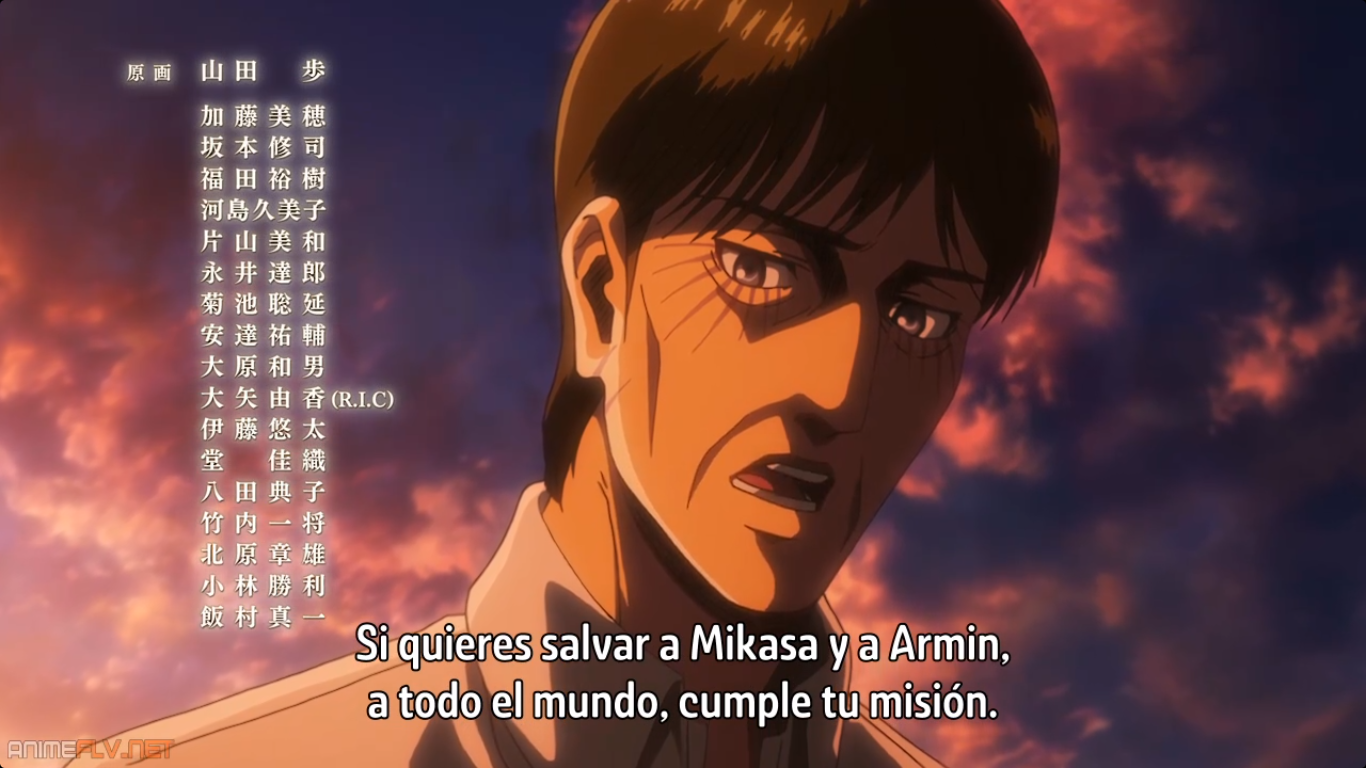 原画 山田 歩
加藤美穂
坂本修司
福田裕樹
河島久美子
片山美和
永井達郎
菊池聡延
安達祐輔
大原和男
大矢由香(R.I.C)
伊藤悠太
堂 佳織
八田典子
竹内一将
北原章雄
小林勝利
飯村真一
Si quieres salvar a Mikasa y a Armin,
a todo el mundo, cumple tu misión.
ANIMEFLV.NET